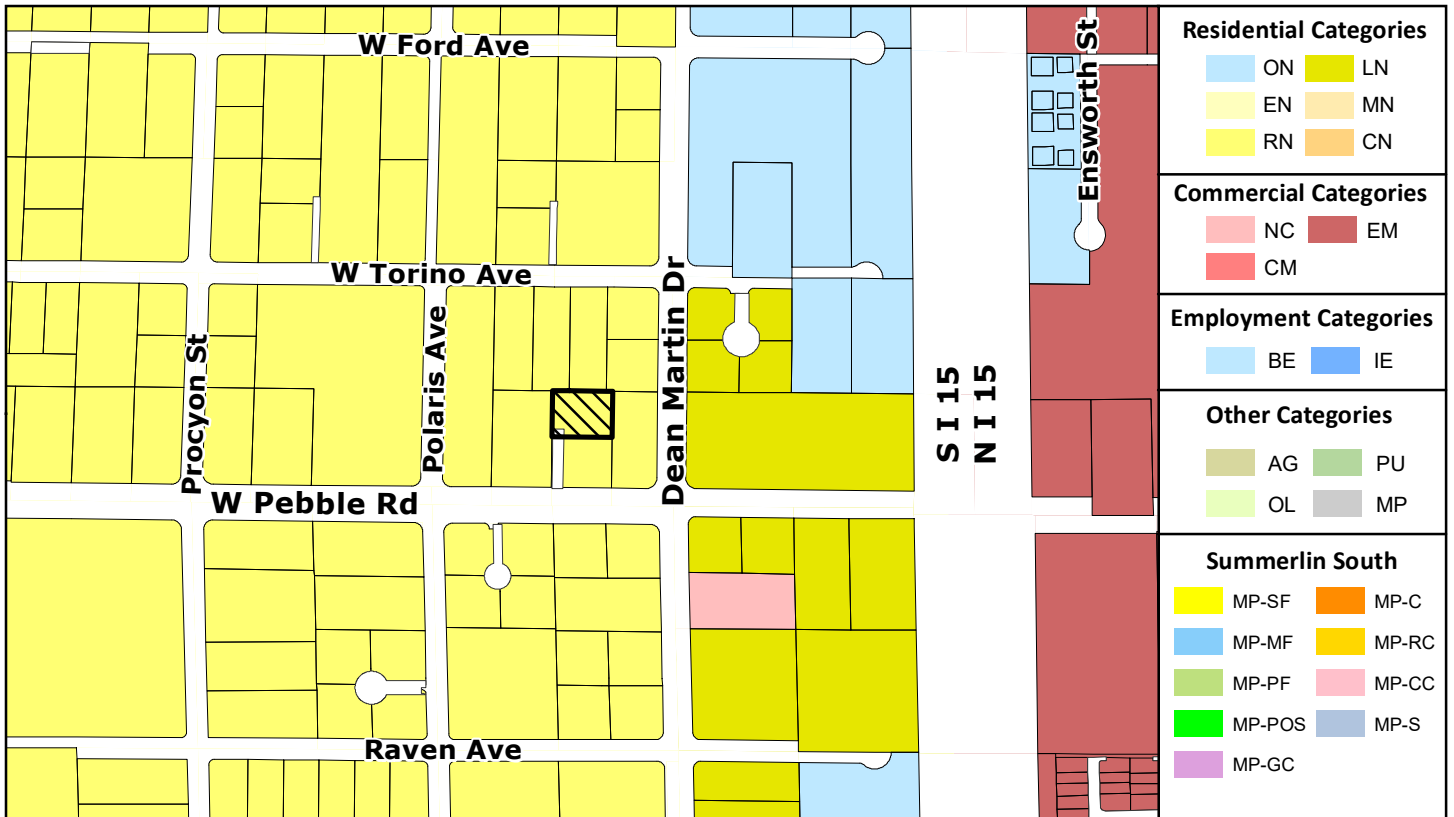 W Ford Ave
Ensworth St
W Torino Ave
Dean Martin Dr
Polaris Ave
Procyon St
S I 15
N I 15
W Pebble Rd
Raven Ave
Residential Categories
ON LN
EN MN
RN CN
Commercial Categories
NC EM
CM
Employment Categories
BE IE
Other Categories
AG PU
OL MP
Summerlin South
MP-SF MP-C
MP-MF MP-RC
MP-PF MP-CC
MP-POS MP-S
MP-GC